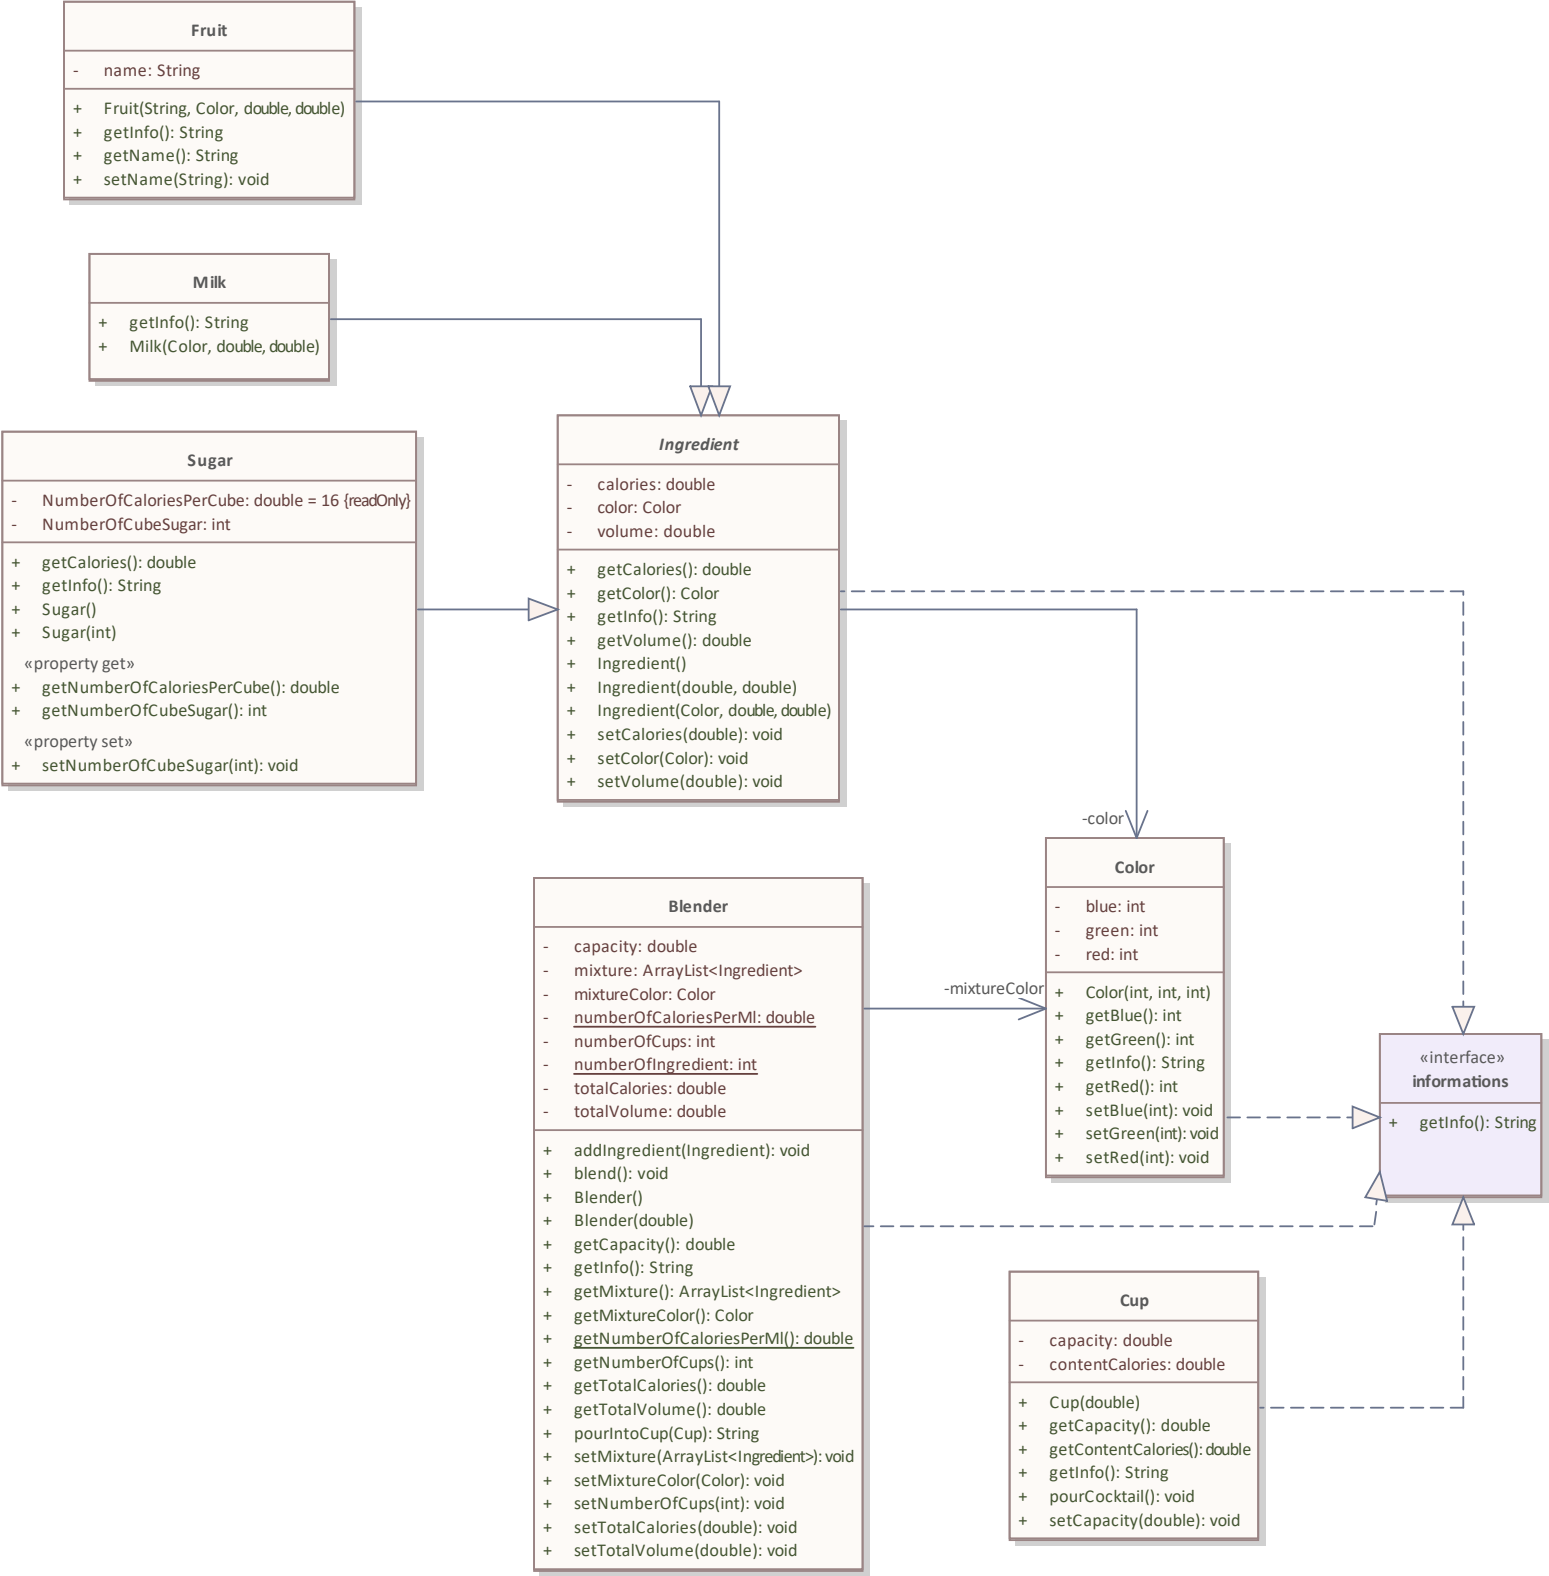 Fruit
- name: String
+ Fruit(String, Color, double, double)
+ getInfo(): String
+ getName(): String
+ setName(String): void
Milk
+ getInfo(): String
+ Milk(Color, double, double)
Sugar
- NumberOfCaloriesPerCube: double = 16 {readOnly}
- NumberOfCubeSugar: int
+ getCalories(): double
+ getInfo(): String
+ Sugar()
+ Sugar(int)
«property get»
+ getNumberOfCaloriesPerCube(): double
+ getNumberOfCubeSugar(): int
«property set»
+ setNumberOfCubeSugar(int): void
Ingredient
- calories: double
- color: Color
- volume: double
+ getCalories(): double
+ getColor(): Color
+ getInfo(): String
+ getVolume(): double
+ Ingredient()
+ Ingredient(double, double)
+ Ingredient(Color, double, double)
+ setCalories(double): void
+ setColor(Color): void
+ setVolume(double): void
-color
Color
- blue: int
- green: int
- red: int
+ Color(int, int, int)
+ getBlue(): int
+ getGreen(): int
+ getInfo(): String
+ getRed(): int
+ setBlue(int): void
+ setGreen(int): void
+ setRed(int): void
Blender
- capacity: double
- mixture: ArrayList<Ingredient>
- mixtureColor: Color
- numberOfCaloriesPerMl: double
- numberOfCups: int
- numberOfIngredient: int
- totalCalories: double
- totalVolume: double
+ addIngredient(Ingredient): void
+ blend(): void
+ Blender()
+ Blender(double)
+ getCapacity(): double
+ getInfo(): String
+ getMixture(): ArrayList<Ingredient>
+ getMixtureColor(): Color
+ getNumberOfCaloriesPerMl(): double
+ getNumberOfCups(): int
+ getTotalCalories(): double
+ getTotalVolume(): double
+ pourIntoCup(Cup): String
+ setMixture(ArrayList<Ingredient>): void
+ setMixtureColor(Color): void
+ setNumberOfCups(int): void
+ setTotalCalories(double): void
+ setTotalVolume(double): void
-mixtureColor
«interface»
informations
+ getInfo(): String
Cup
- capacity: double
- contentCalories: double
+ Cup(double)
+ getCapacity(): double
+ getContentCalories(): double
+ getInfo(): String
+ pourCocktail(): void
+ setCapacity(double): void